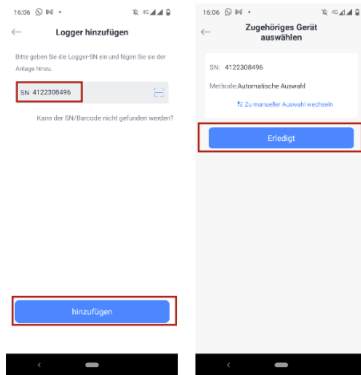 16:06
Logger hinzufügen
Bitte geben Sie die Logger-SN ein und fügen Sie sie der
Anlage hinzu.
SN 4122308496
Kann der SN/Barcode nicht gefunden werden?
hinzufügen
16:06
Zugehöriges Gerät
auswählen
SN: 4122308496
Methode:Automatische Auswahl
Zu manueller Auswahl wechseln
Erledigt